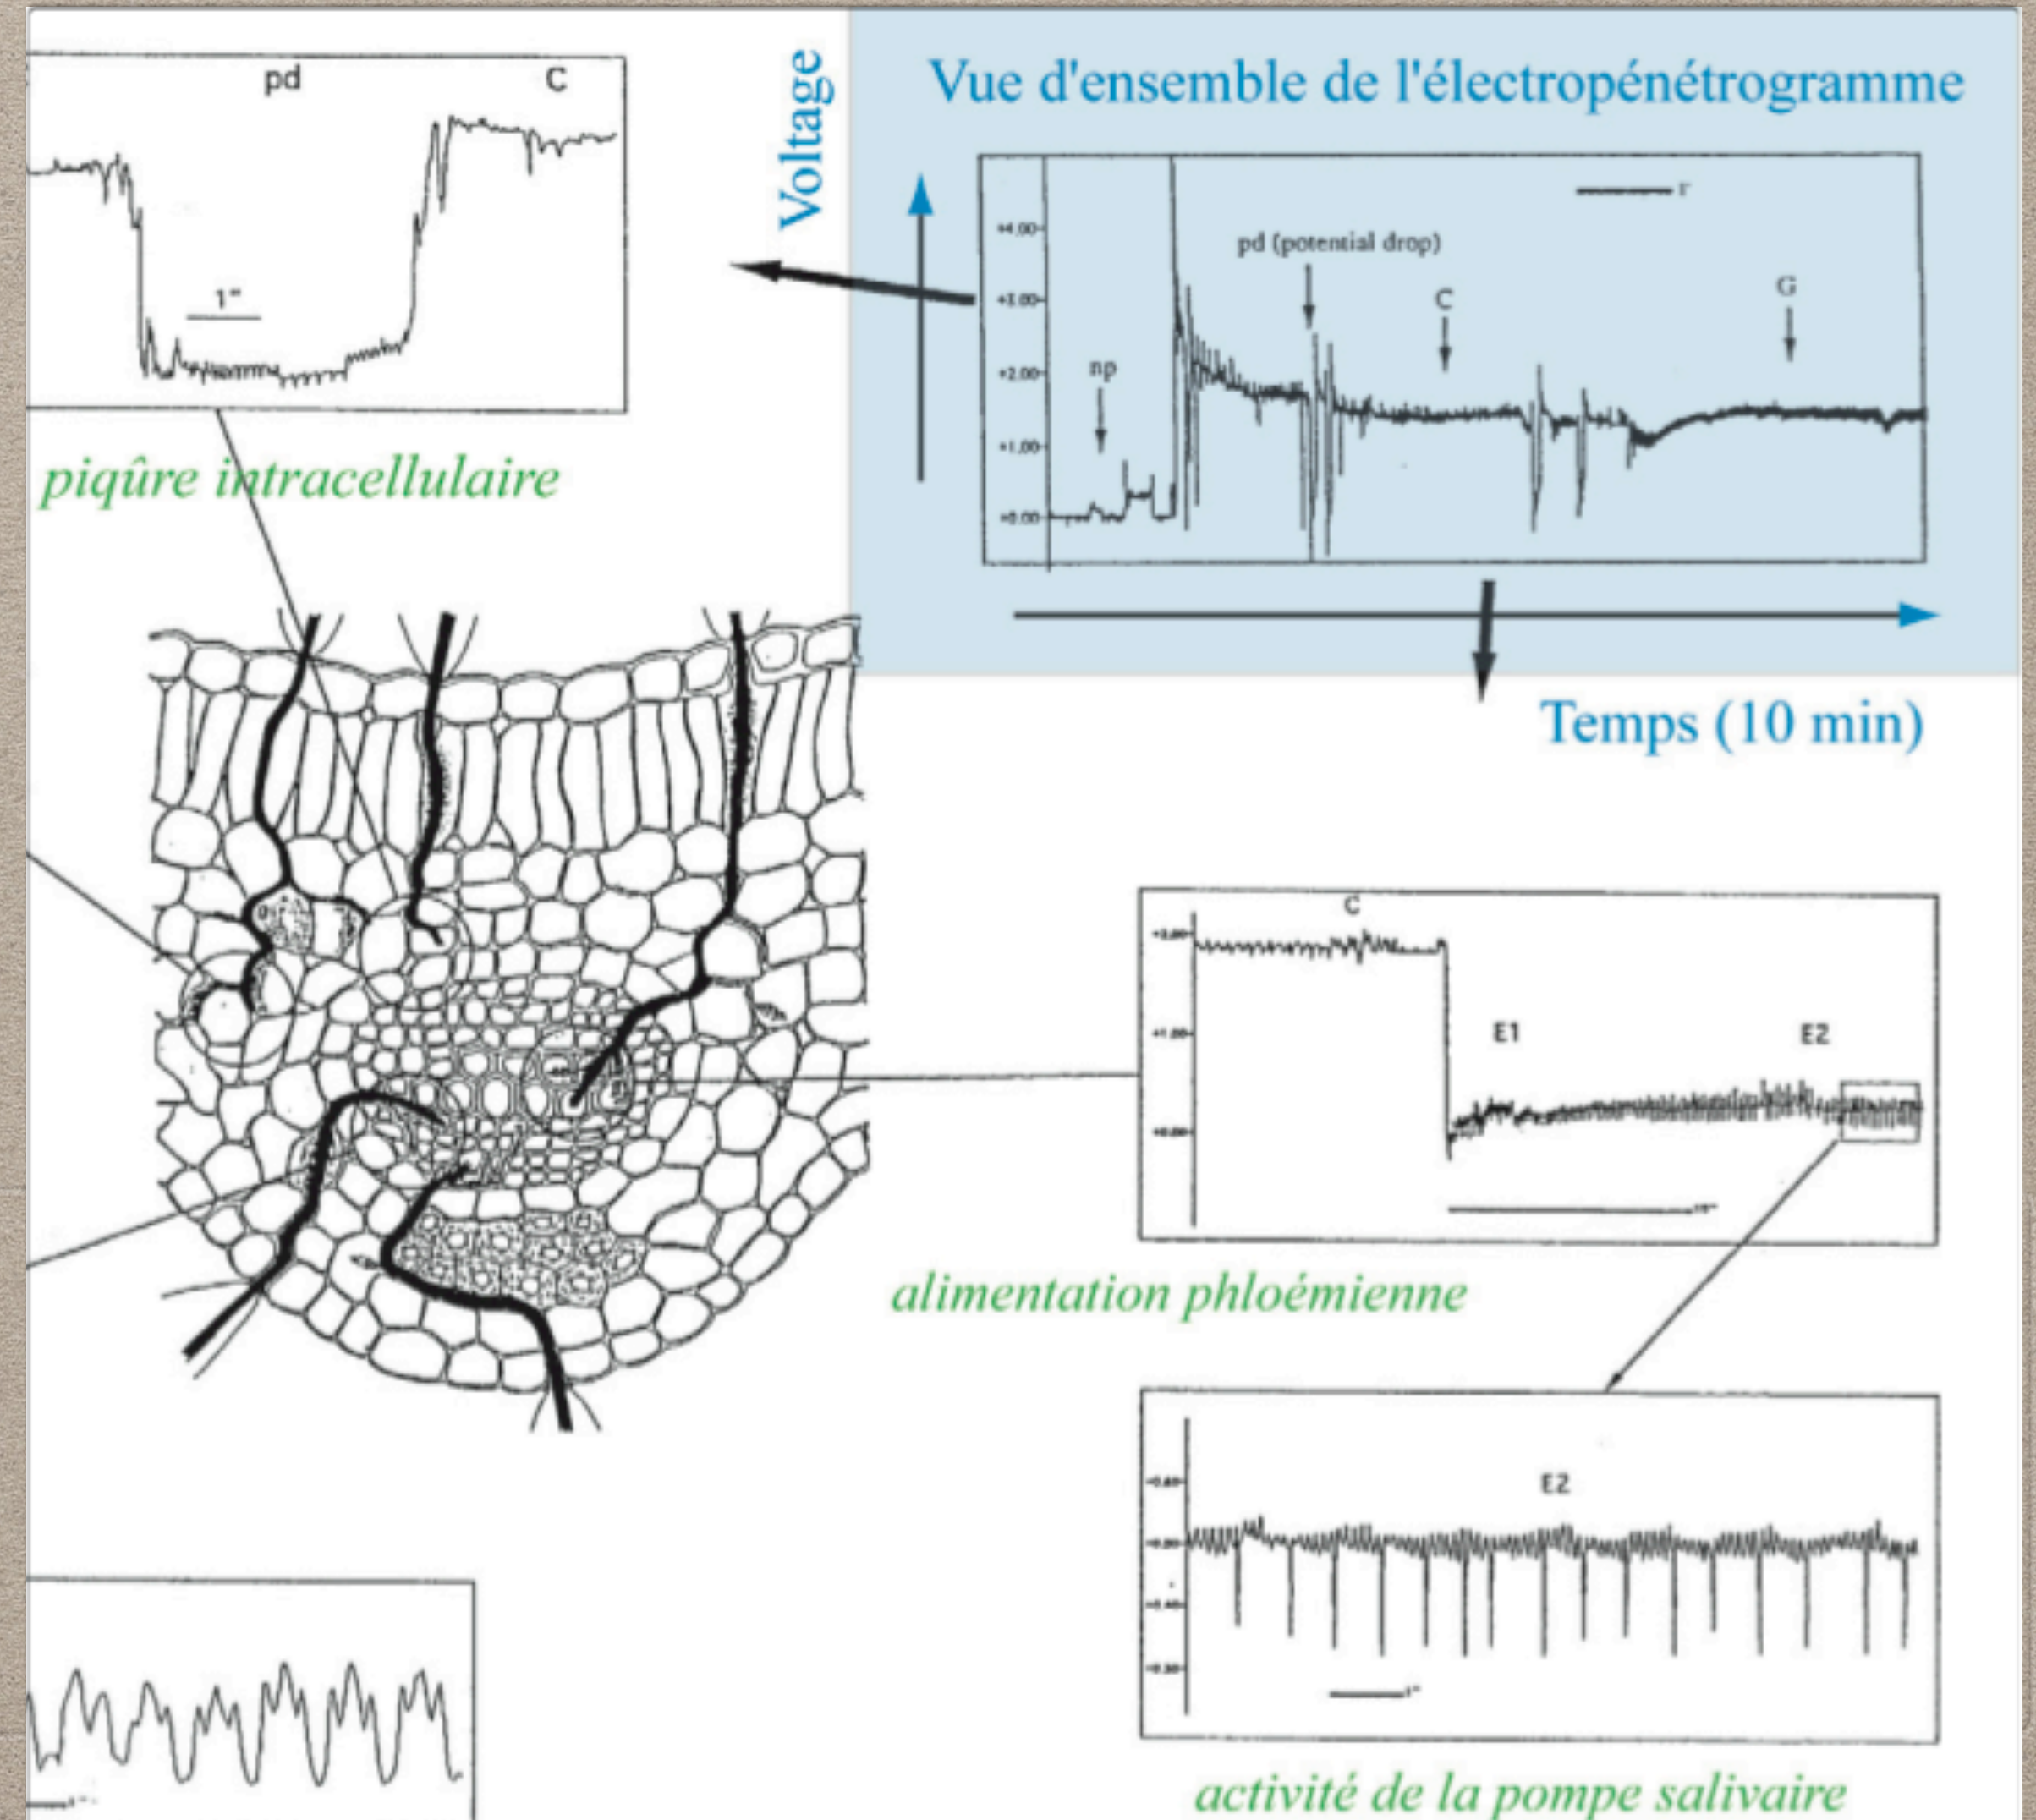 pd
C
1"
piqûre intracellulaire
Voltage
Vue d'ensemble de l'électropénétrogramme
+4.00
+3.00
+2.00
+1.00
+0.00
np
pd (potential drop)
C
G
Temps (10 min)
C
E1
E2
alimentation phloémienne
E2
activité de la pompe salivaire